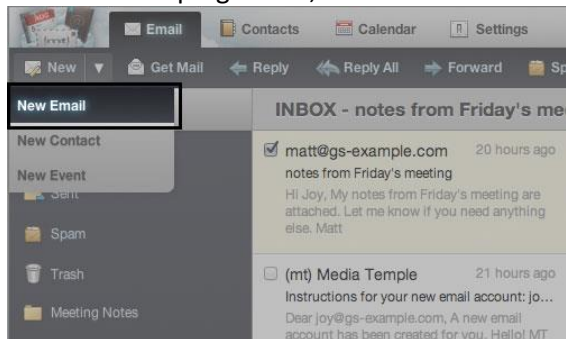 Email Contacts Calendar Settings
New Get Mail Reply Reply All Forward
New Email
New Contact
New Event
Sent
Spam
Trash
Meeting Notes
INBOX - notes from Friday's me
matt@gs-example.com 20 hours ago
notes from Friday's meeting
Hi Joy, My notes from Friday's meeting are
attached. Let me know if you need anything
else. Matt
(mt) Media Temple 21 hours ago
Instructions for your new email account: jo...
Dear joy@gs-example.com, A new email
account has been created for you. Hello! MT